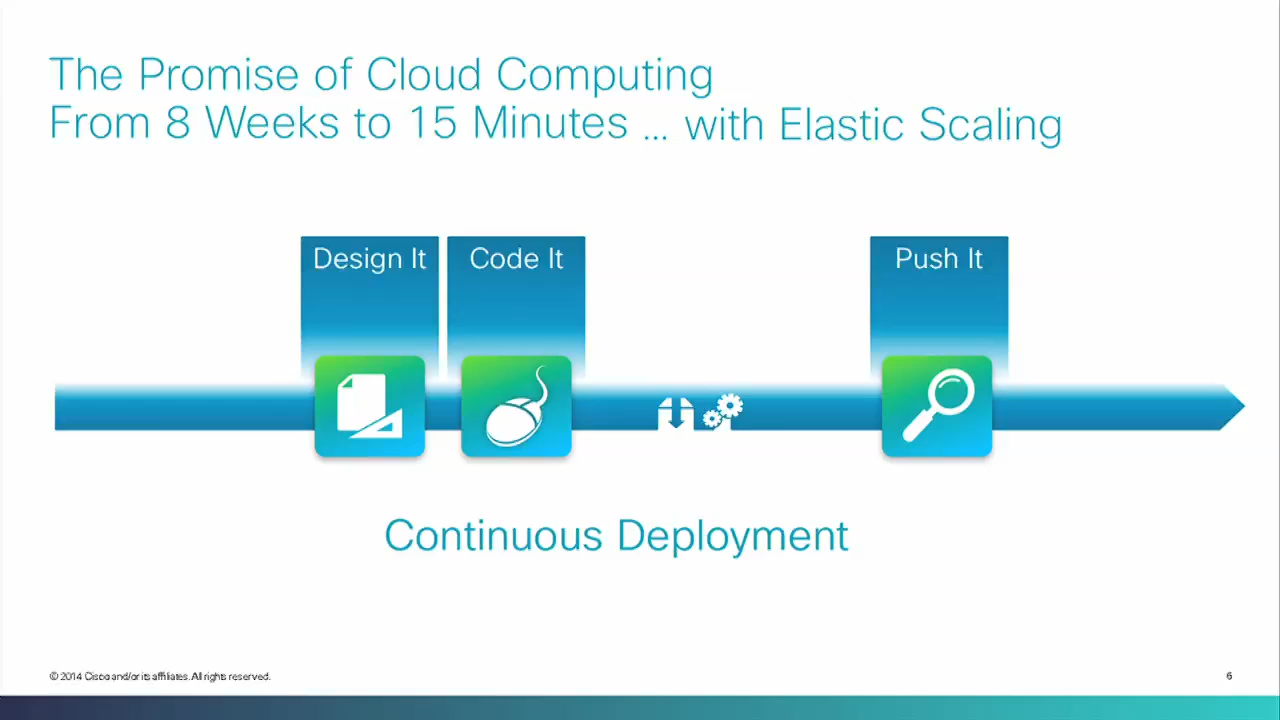 The Promise of Cloud Computing
From 8 Weeks to 15 Minutes ... with Elastic Scaling
Design It
Code It
Push It
Continuous Deployment
© 2014 Cisco and/or its affiliates. All rights reserved.
6